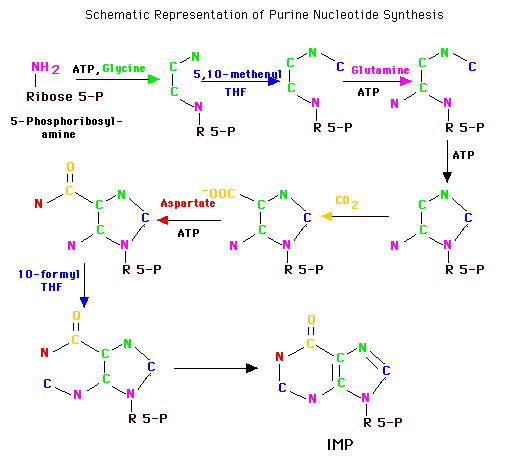 Schematic Representation of Purine Nucleotide Synthesis
NH2
Ribose 5-P
5-Phosphoribosyl-
amine
ATP, Glycine
N
C
C
N
R 5-P
5,10-methenyl
THF
N
C
C
C
N
R 5-P
Glutamine
ATP
N
C
C
C
N
N
R 5-P
ATP
N
C
C
C
N
N
R 5-P
CO2
-OOC
N
C
C
C
N
N
R 5-P
Aspartate
ATP
O
C
N
N
C
C
C
N
N
R 5-P
10-formyl
THF
O
C
N
N
C
C
C
C
N
N
R 5-P
O
C
N
N
C
C
C
C
N
N
R 5-P
IMP